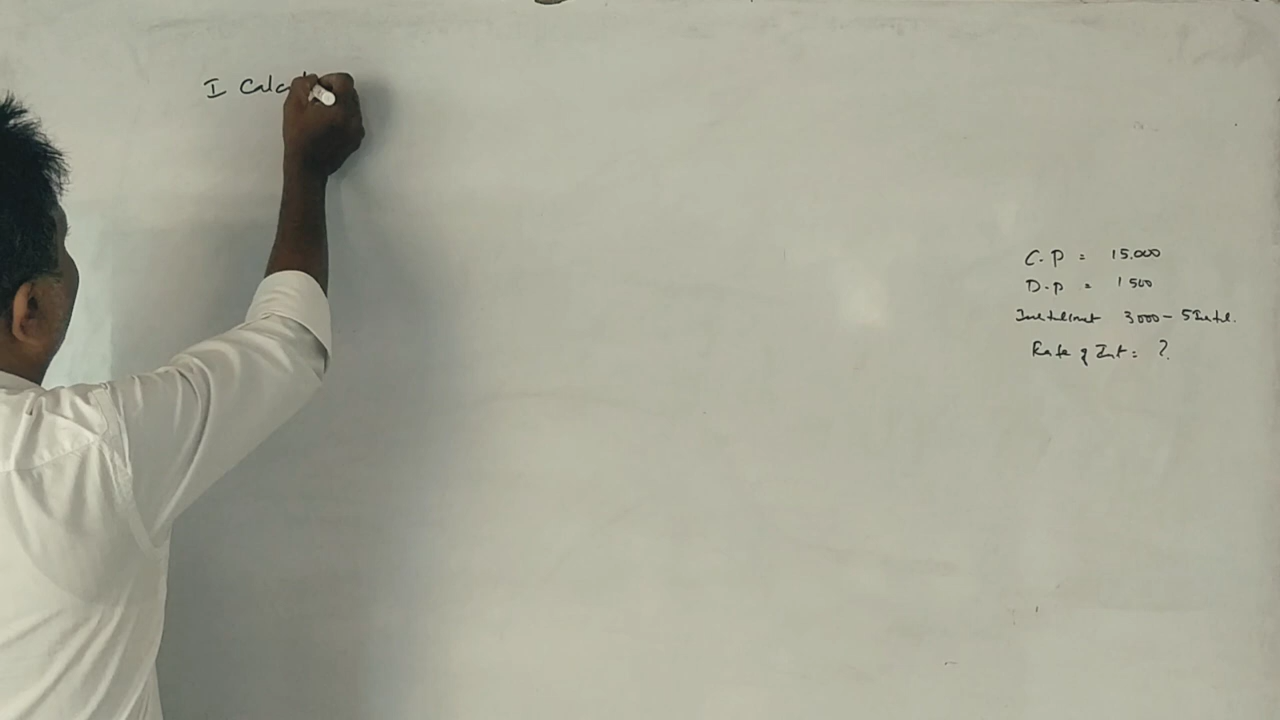 I Calc
C.P = 15.000
D.P = 1500
Installment 3000 - 5 Instl.
Rate of Int = ?